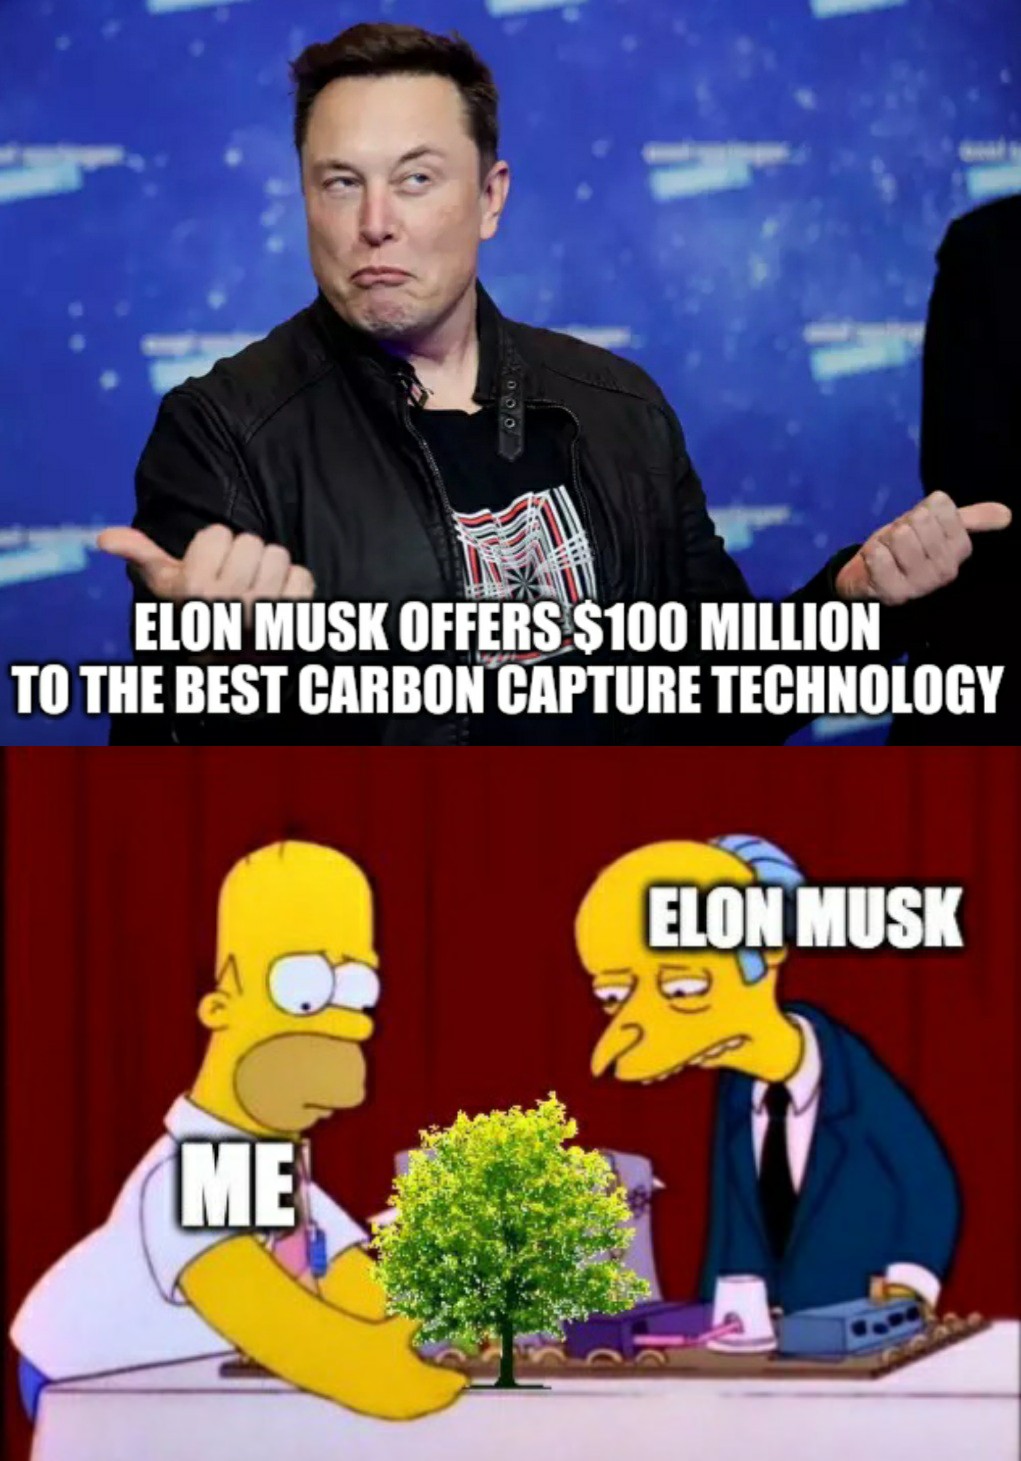 ELON MUSK OFFERS $100 MILLION
TO THE BEST CARBON CAPTURE TECHNOLOGY
ELON MUSK
ME